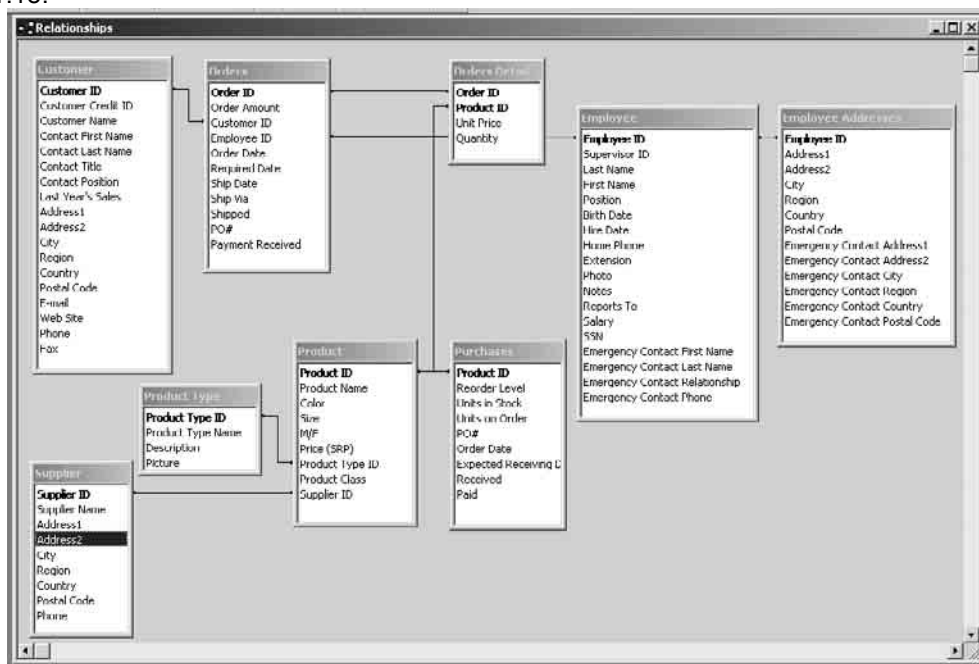 Relationships
Customer
Customer ID
Customer Credit ID
Customer Name
Contact First Name
Contact Last Name
Contact Title
Contact Position
Last Year's Sales
Address1
Address2
City
Region
Country
Postal Code
E-mail
Web Site
Phone
Fax
Orders
Order ID
Order Amount
Customer ID
Employee ID
Order Date
Required Date
Ship Date
Ship Via
Shipped
PO#
Payment Received
Orders Detail
Order ID
Product ID
Unit Price
Quantity
Employee
Employee ID
Supervisor ID
Last Name
First Name
Position
Birth Date
Hire Date
Home Phone
Extension
Photo
Notes
Reports To
Salary
SSN
Emergency Contact First Name
Emergency Contact Last Name
Emergency Contact Relationship
Emergency Contact Phone
Employee Addresses
Employee ID
Address1
Address2
City
Region
Country
Postal Code
Emergency Contact Address1
Emergency Contact Address2
Emergency Contact City
Emergency Contact Region
Emergency Contact Country
Emergency Contact Postal Code
Product Type
Product Type ID
Product Type Name
Description
Picture
Product
Product ID
Product Name
Color
Size
M/F
Price (SRP)
Product Type ID
Product Class
Supplier ID
Purchases
Product ID
Reorder Level
Units in Stock
Units on Order
PO#
Order Date
Expected Receiving D
Received
Paid
Supplier
Supplier ID
Supplier Name
Address1
Address2
City
Region
Country
Postal Code
Phone